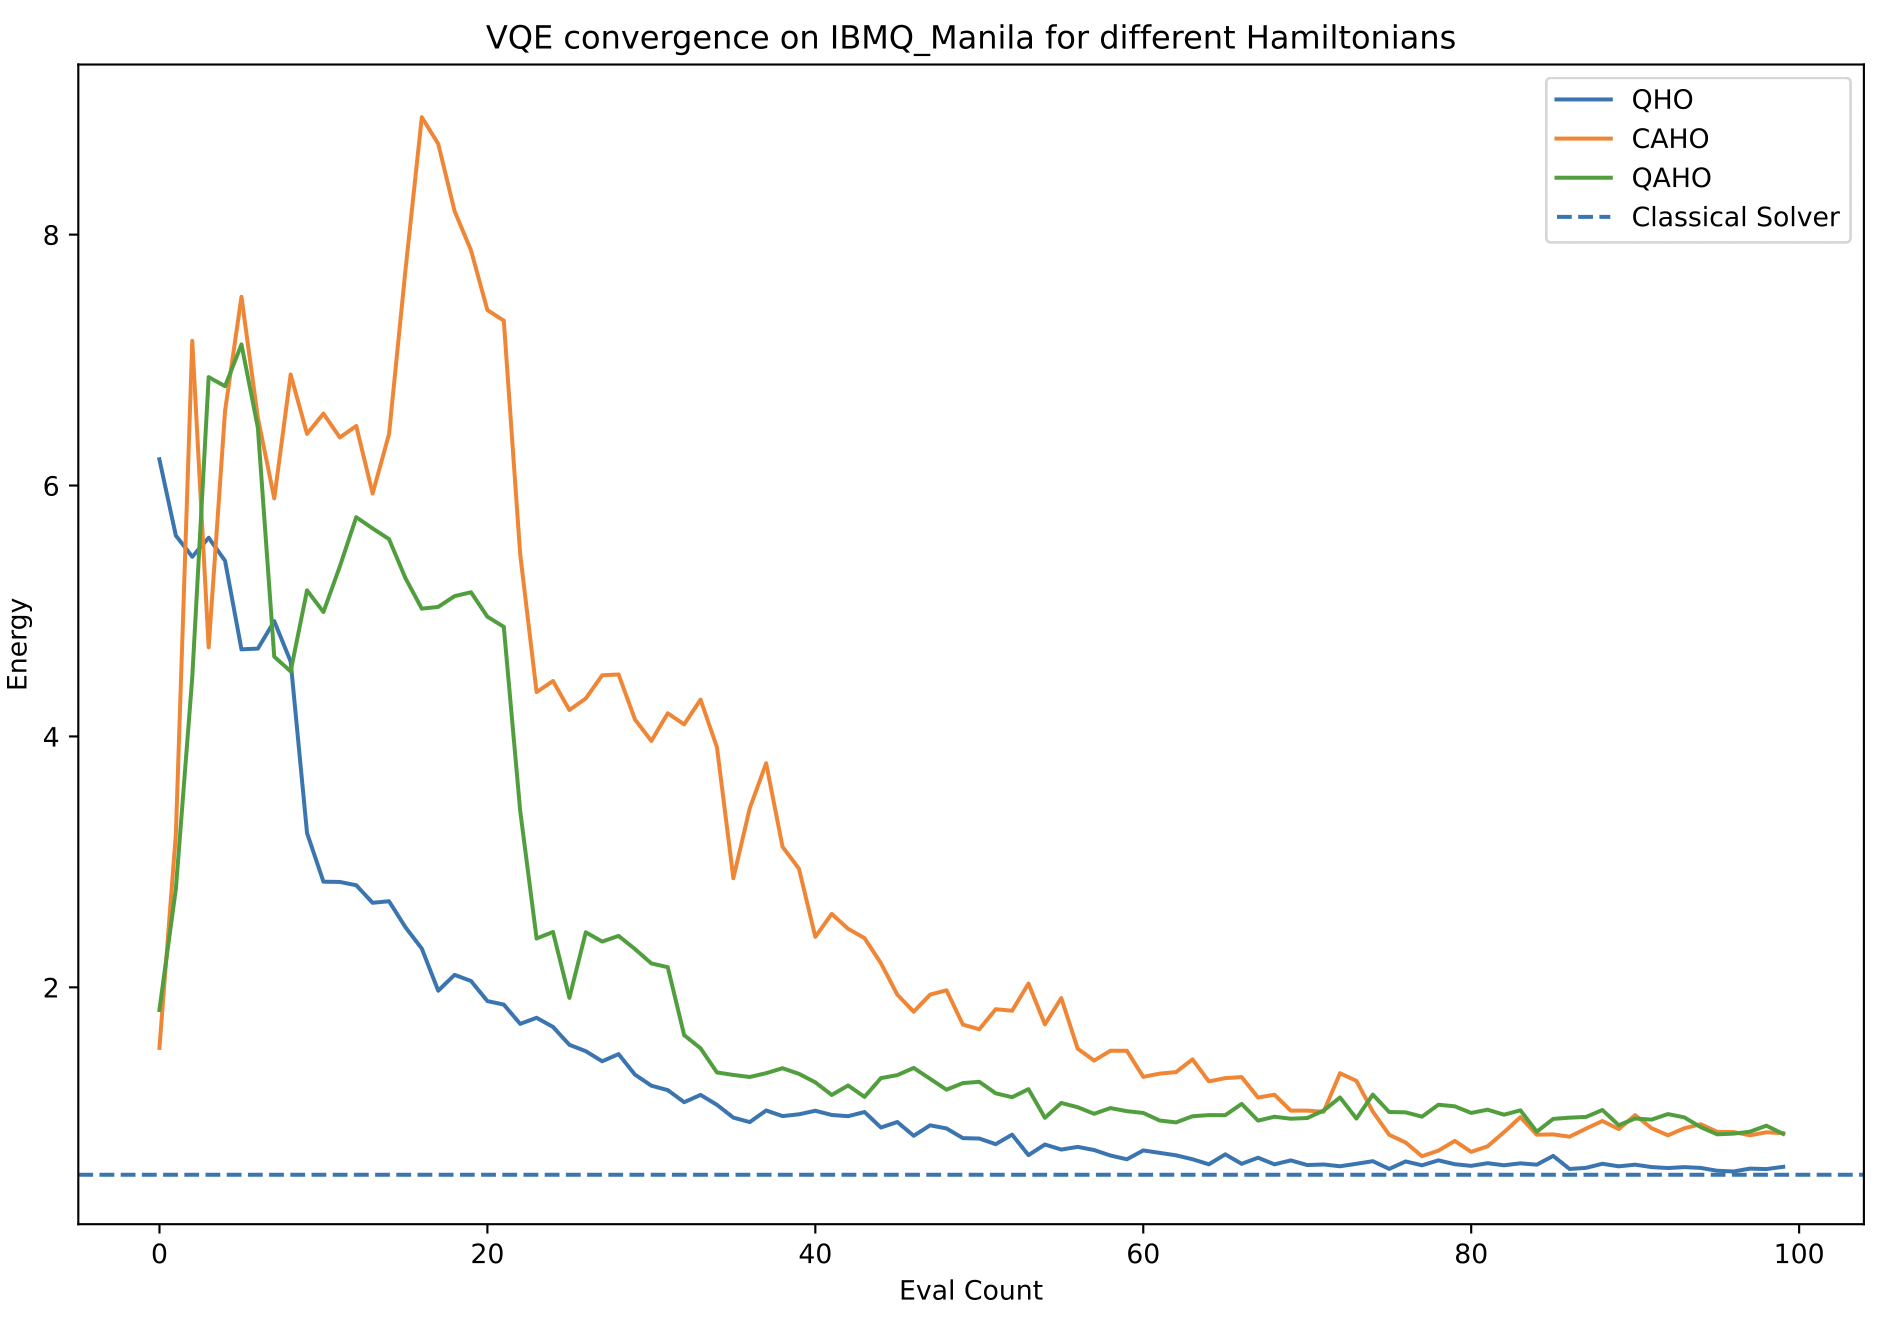 VQE convergence on IBMQ_Manila for different Hamiltonians
QHO
CAHO
QAHO
Classical Solver
8
6
4
2
Energy
0 20 40 60 80 100
Eval Count